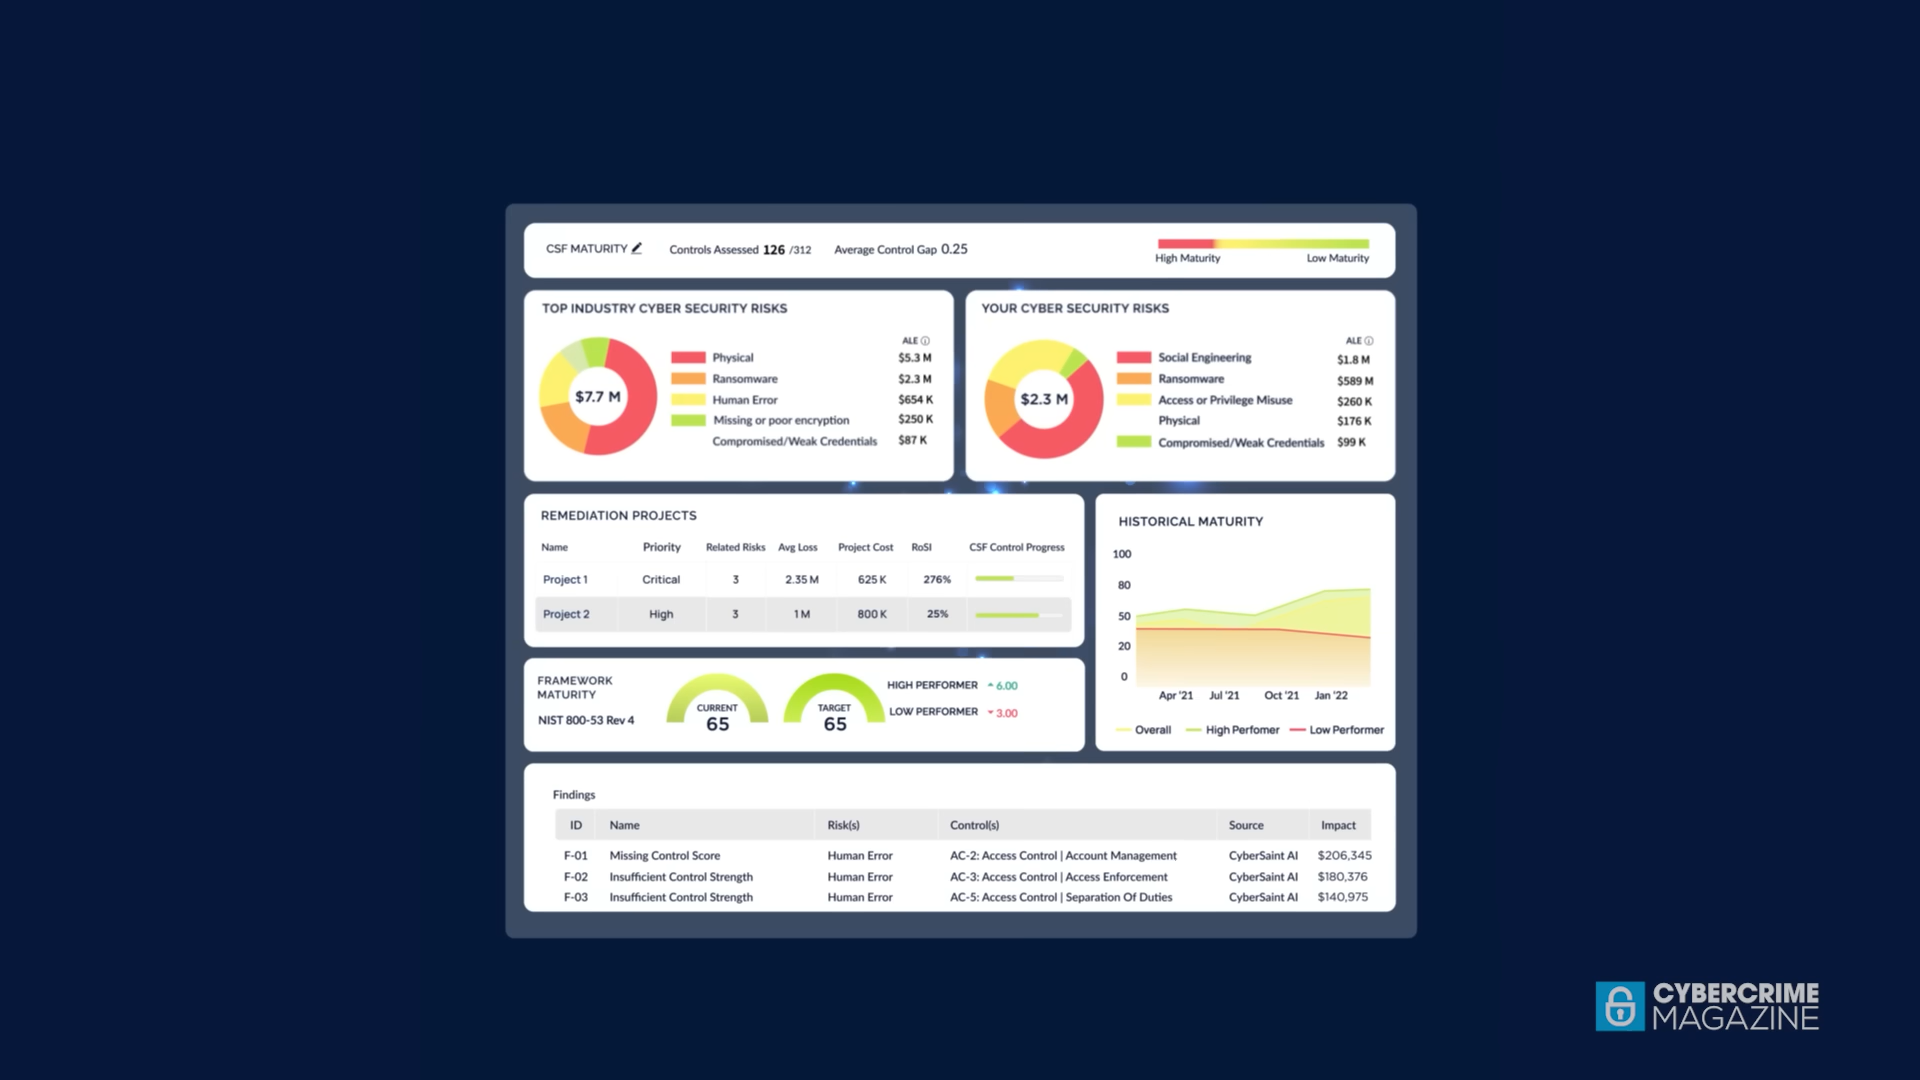 CSF MATURITY Controls Assessed 126 /312 Average Control Gap 0.25
High Maturity Low Maturity
TOP INDUSTRY CYBER SECURITY RISKS
ALE
$7.7 M
Physical $5.3 M
Ransomware $2.3 M
Human Error $654 K
Missing or poor encryption $250 K
Compromised/Weak Credentials $87 K
YOUR CYBER SECURITY RISKS
ALE
$2.3 M
Social Engineering $1.8 M
Ransomware $589 M
Access or Privilege Misuse $260 K
Physical $176 K
Compromised/Weak Credentials $99 K
REMEDIATION PROJECTS
Name Priority Related Risks Avg Loss Project Cost RoSI CSF Control Progress
Project 1 Critical 3 2.35 M 625 K 276%
Project 2 High 3 1 M 800 K 25%
HISTORICAL MATURITY
100
80
50
20
0
Apr '21 Jul '21 Oct '21 Jan '22
Overall High Perfomer Low Performer
FRAMEWORK
MATURITY
NIST 800-53 Rev 4
CURRENT
65
TARGET
65
HIGH PERFORMER 6.00
LOW PERFORMER 3.00
Findings
ID Name Risk(s) Control(s) Source Impact
F-01 Missing Control Score Human Error AC-2: Access Control | Account Management CyberSaint AI $206,345
F-02 Insufficient Control Strength Human Error AC-3: Access Control | Access Enforcement CyberSaint AI $180,376
F-03 Insufficient Control Strength Human Error AC-5: Access Control | Separation Of Duties CyberSaint AI $140,975
CYBERCRIME
MAGAZINE